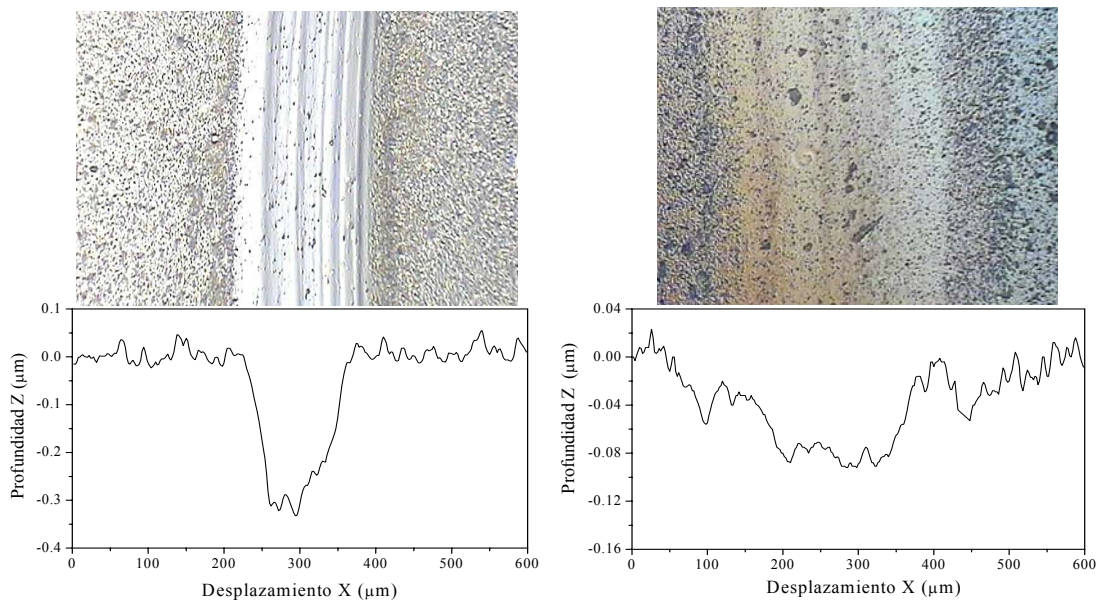 0.1
0.0
-0.1
-0.2
-0.3
-0.4
Profundidad Z (μm)
0 100 200 300 400 500 600
Desplazamiento X (μm)
0.04
0.00
-0.04
-0.08
-0.12
-0.16
Profundidad Z (μm)
0 100 200 300 400 500 600
Desplazamiento X (μm)